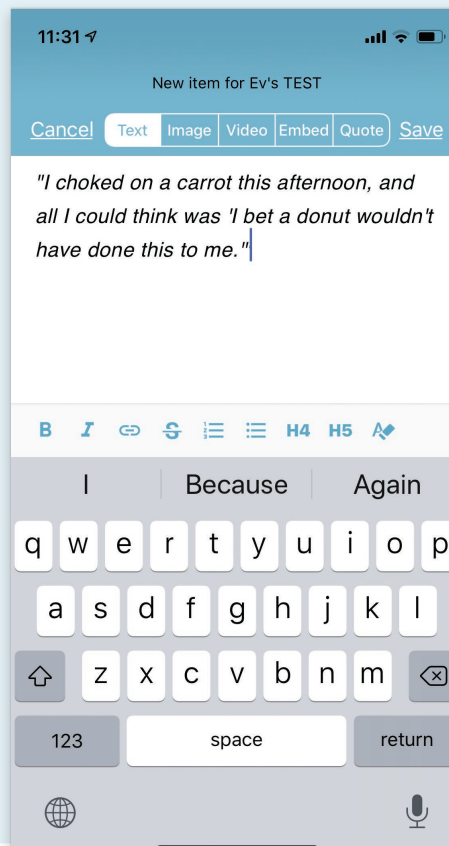 11:31
New item for Ev's TEST
Cancel Text Image Video Embed Quote Save
"I choked on a carrot this afternoon, and
all I could think was 'I bet a donut wouldn't
have done this to me."
B I S H4 H5 A
I Because Again
q w e r t y u i o p
a s d f g h j k l
z x c v b n m
123 space return